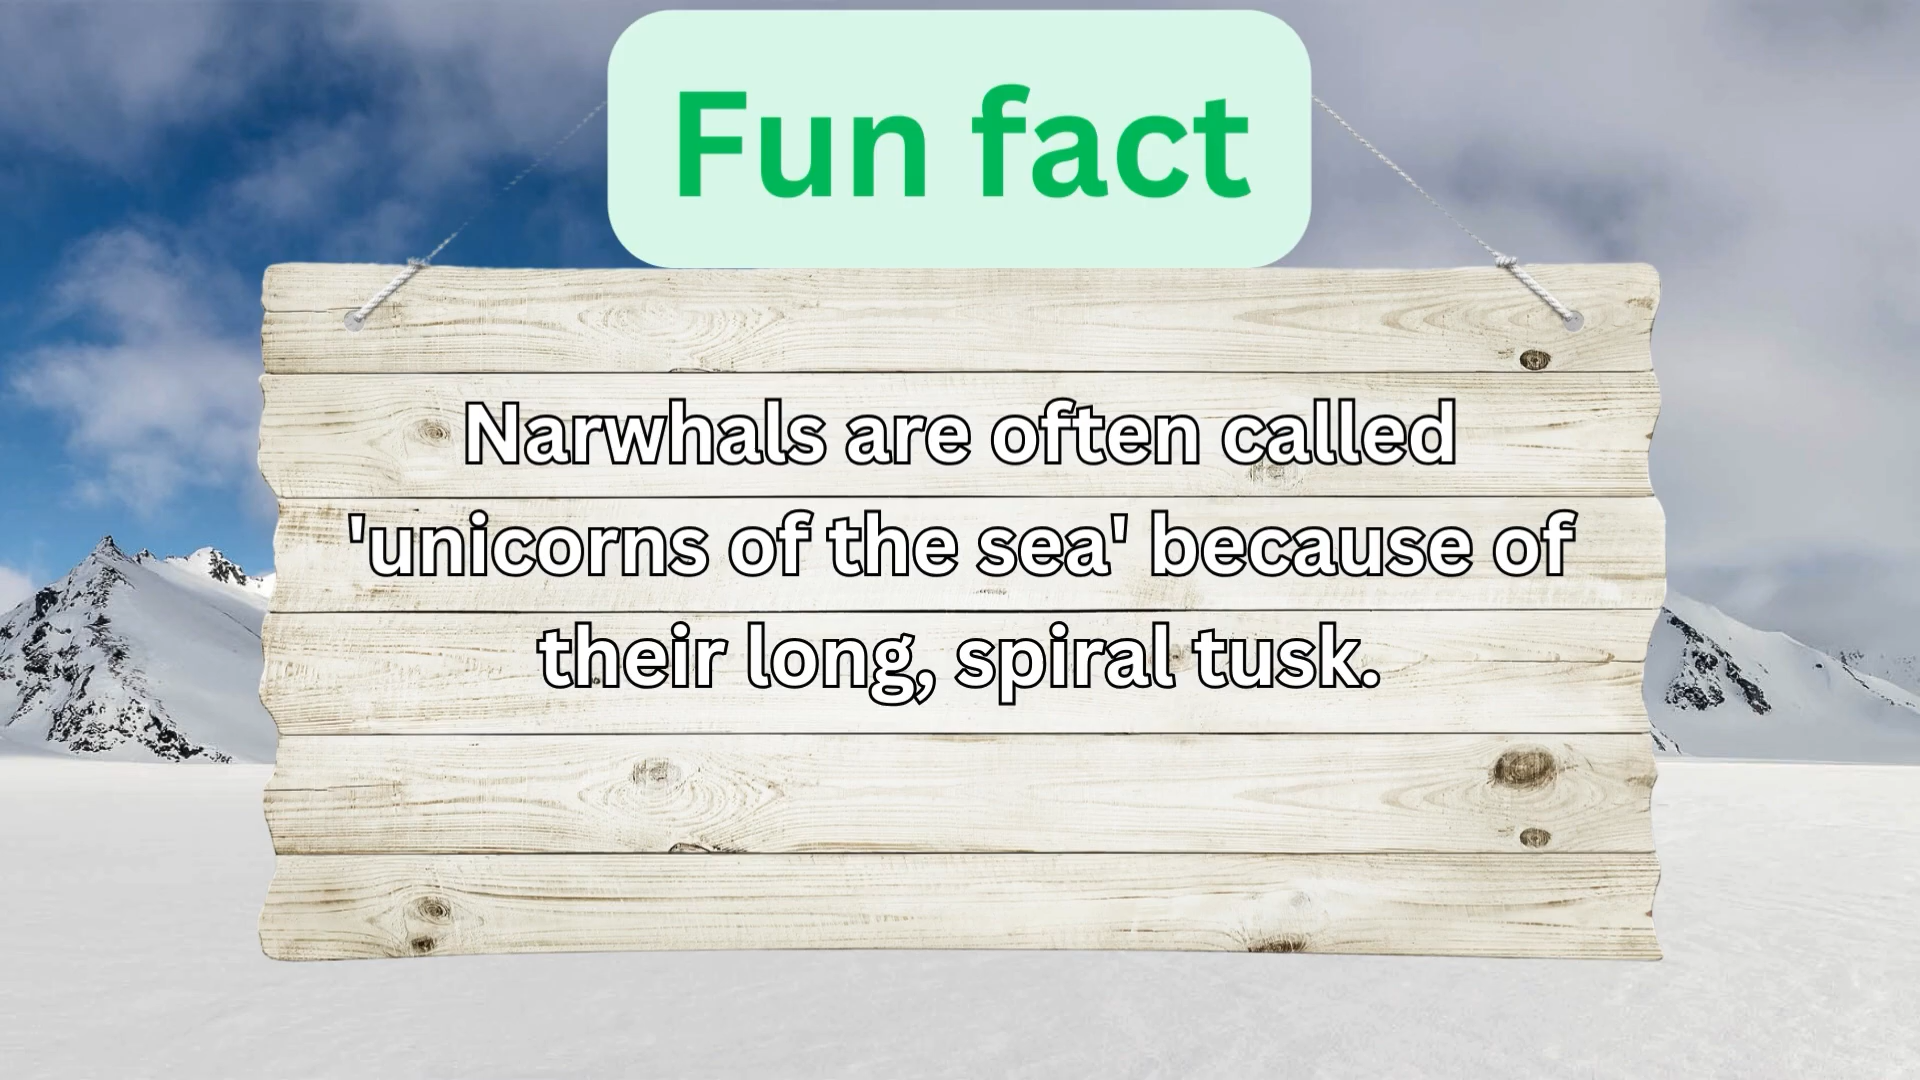 Fun fact
Narwhals are often called
'unicorns of the sea' because of
their long, spiral tusk.